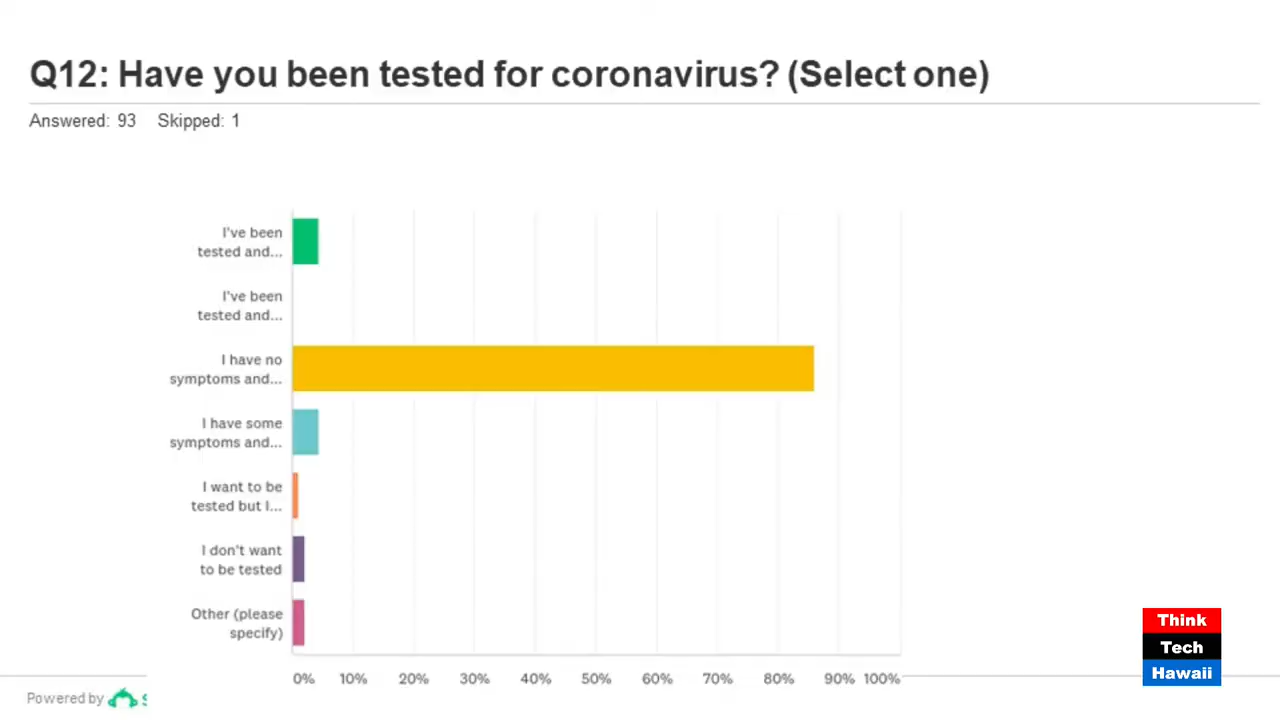 Q12: Have you been tested for coronavirus? (Select one)
Answered: 93 Skipped: 1
I've been
tested and...
I've been
tested and...
I have no
symptoms and...
I have some
symptoms and...
I want to be
tested but I...
I don't want
to be tested
Other (please
specify)
0% 10% 20% 30% 40% 50% 60% 70% 80% 90% 100%
Think
Tech
Hawaii
Powered by